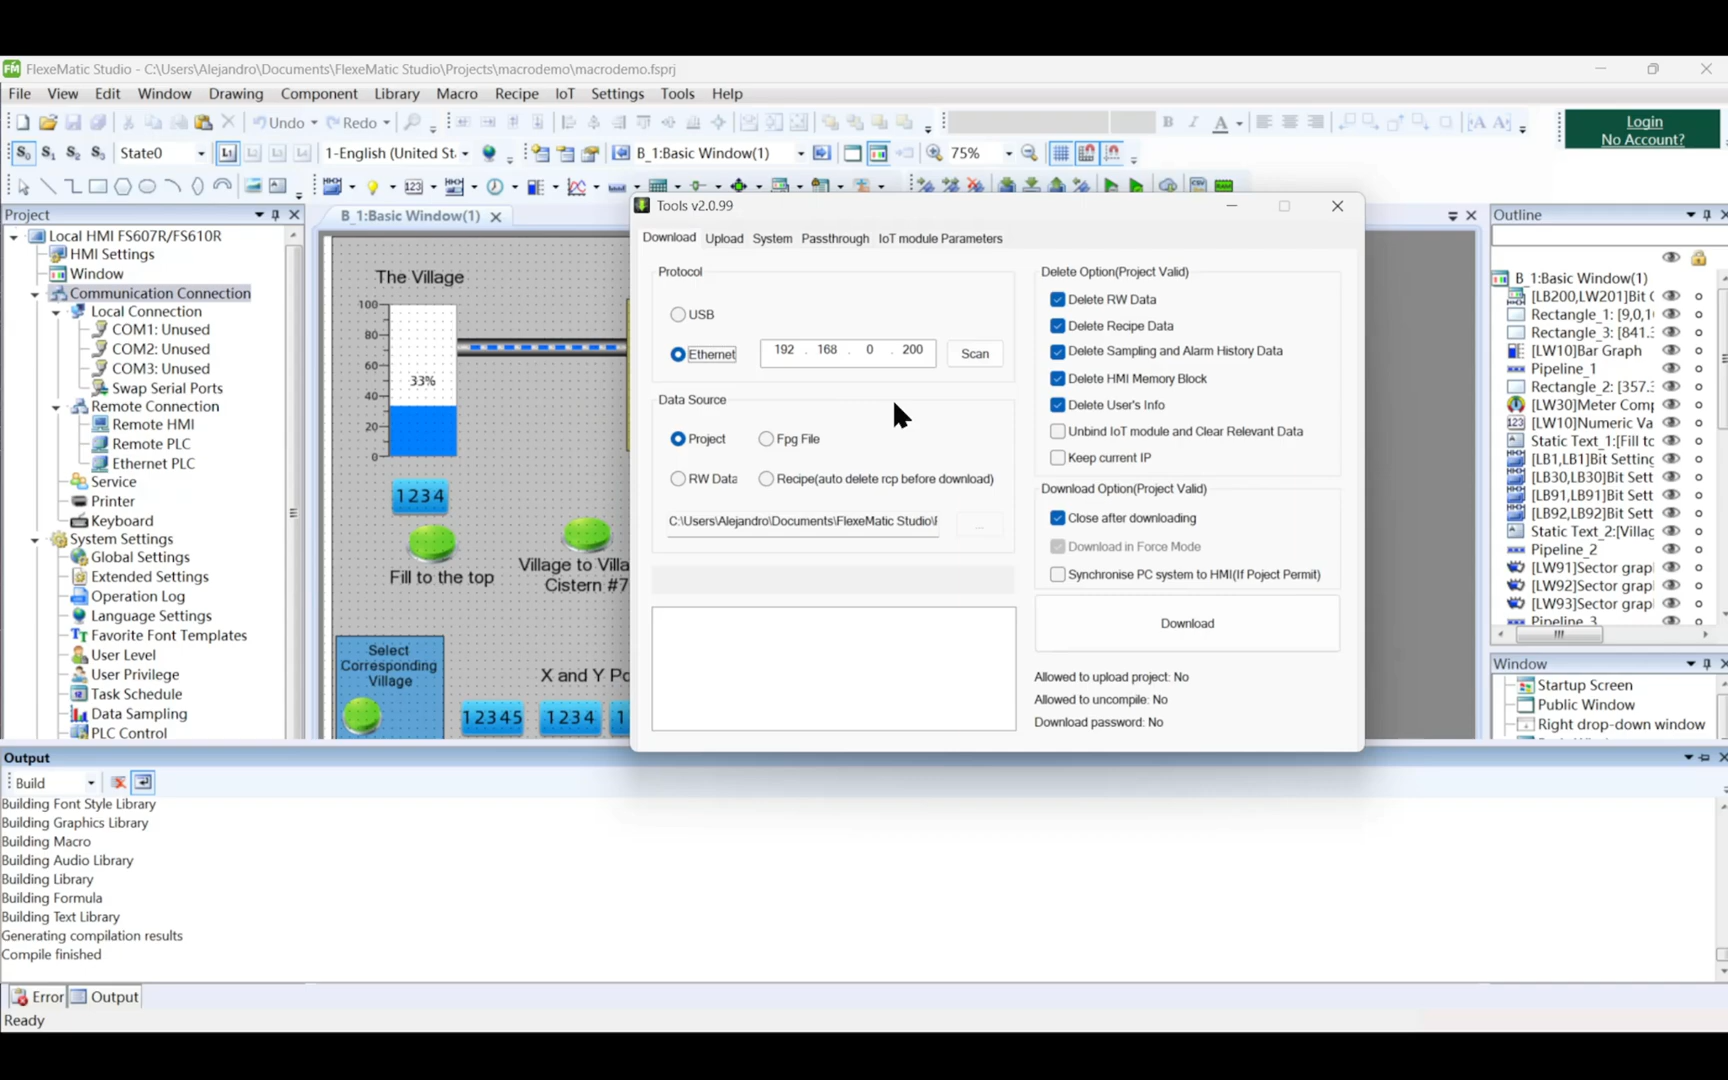 FlexeMatic Studio - C:\Users\Alejandro\Documents\FlexeMatic Studio\Projects\macrodemo\macrodemo.fsprj
File View Edit Window Drawing Component Library Macro Recipe IoT Settings Tools Help
Undo Redo
Login
No Account?
State0 1-English (United St. B_1:Basic Window(1) 75%
Project
Local HMI FS607R/FS610R
HMI Settings
Window
Communication Connection
Local Connection
COM1: Unused
COM2: Unused
COM3: Unused
Swap Serial Ports
Remote Connection
Remote HMI
Remote PLC
Ethernet PLC
Service
Printer
Keyboard
System Settings
Global Settings
Extended Settings
Operation Log
Language Settings
Favorite Font Templates
User Level
User Privilege
Task Schedule
Data Sampling
PLC Control
B_1:Basic Window(1)
The Village
100
80
60
40
20
0
33%
1234
Fill to the top
Village to Villa
Cistern #7
Select
Corresponding
Village
X and Y Po
12345 1234 1
Tools v2.0.99
Download Upload System Passthrough IoT module Parameters
Protocol
USB
Ethernet 192 . 168 . 0 . 200 Scan
Data Source
Project Fpg File
RW Data Recipe(auto delete rcp before download)
C:\Users\Alejandro\Documents\FlexeMatic Studio\F ...
Delete Option(Project Valid)
Delete RW Data
Delete Recipe Data
Delete Sampling and Alarm History Data
Delete HMI Memory Block
Delete User's Info
Unbind IoT module and Clear Relevant Data
Keep current IP
Download Option(Project Valid)
Close after downloading
Download in Force Mode
Synchronise PC system to HMI(If Poject Permit)
Download
Allowed to upload project: No
Allowed to uncompile: No
Download password: No
Outline
B_1:Basic Window(1)
[LB200,LW201]Bit (
Rectangle_1: [9,0,1
Rectangle_3: [841.
[LW10]Bar Graph
Pipeline_1
Rectangle_2: [357.
[LW30]Meter Comp
[LW10]Numeric Va
Static Text_1:[Fill tc
[LB1,LB1]Bit Setting
[LB30,LB30]Bit Sett
[LB91,LB91]Bit Sett
[LB92,LB92]Bit Sett
Static Text_2:[Villag
Pipeline_2
[LW91]Sector grap
[LW92]Sector grap
[LW93]Sector grap
Pipeline_3
Window
Startup Screen
Public Window
Right drop-down window
Output
Build
Building Font Style Library
Building Graphics Library
Building Macro
Building Audio Library
Building Library
Building Formula
Building Text Library
Generating compilation results
Compile finished
Error Output
Ready